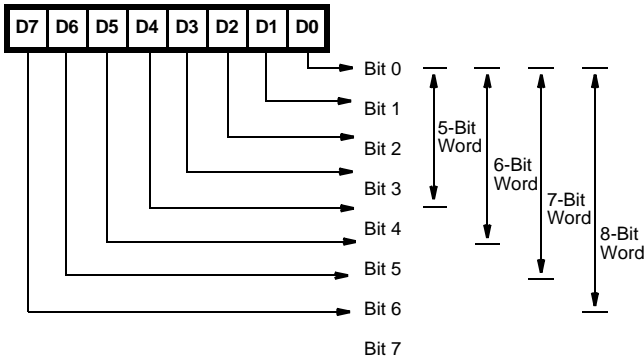 D7 D6 D5 D4 D3 D2 D1 D0
Bit 0
Bit 1
Bit 2
Bit 3
Bit 4
Bit 5
Bit 6
Bit 7
5-Bit
Word
6-Bit
Word
7-Bit
Word
8-Bit
Word